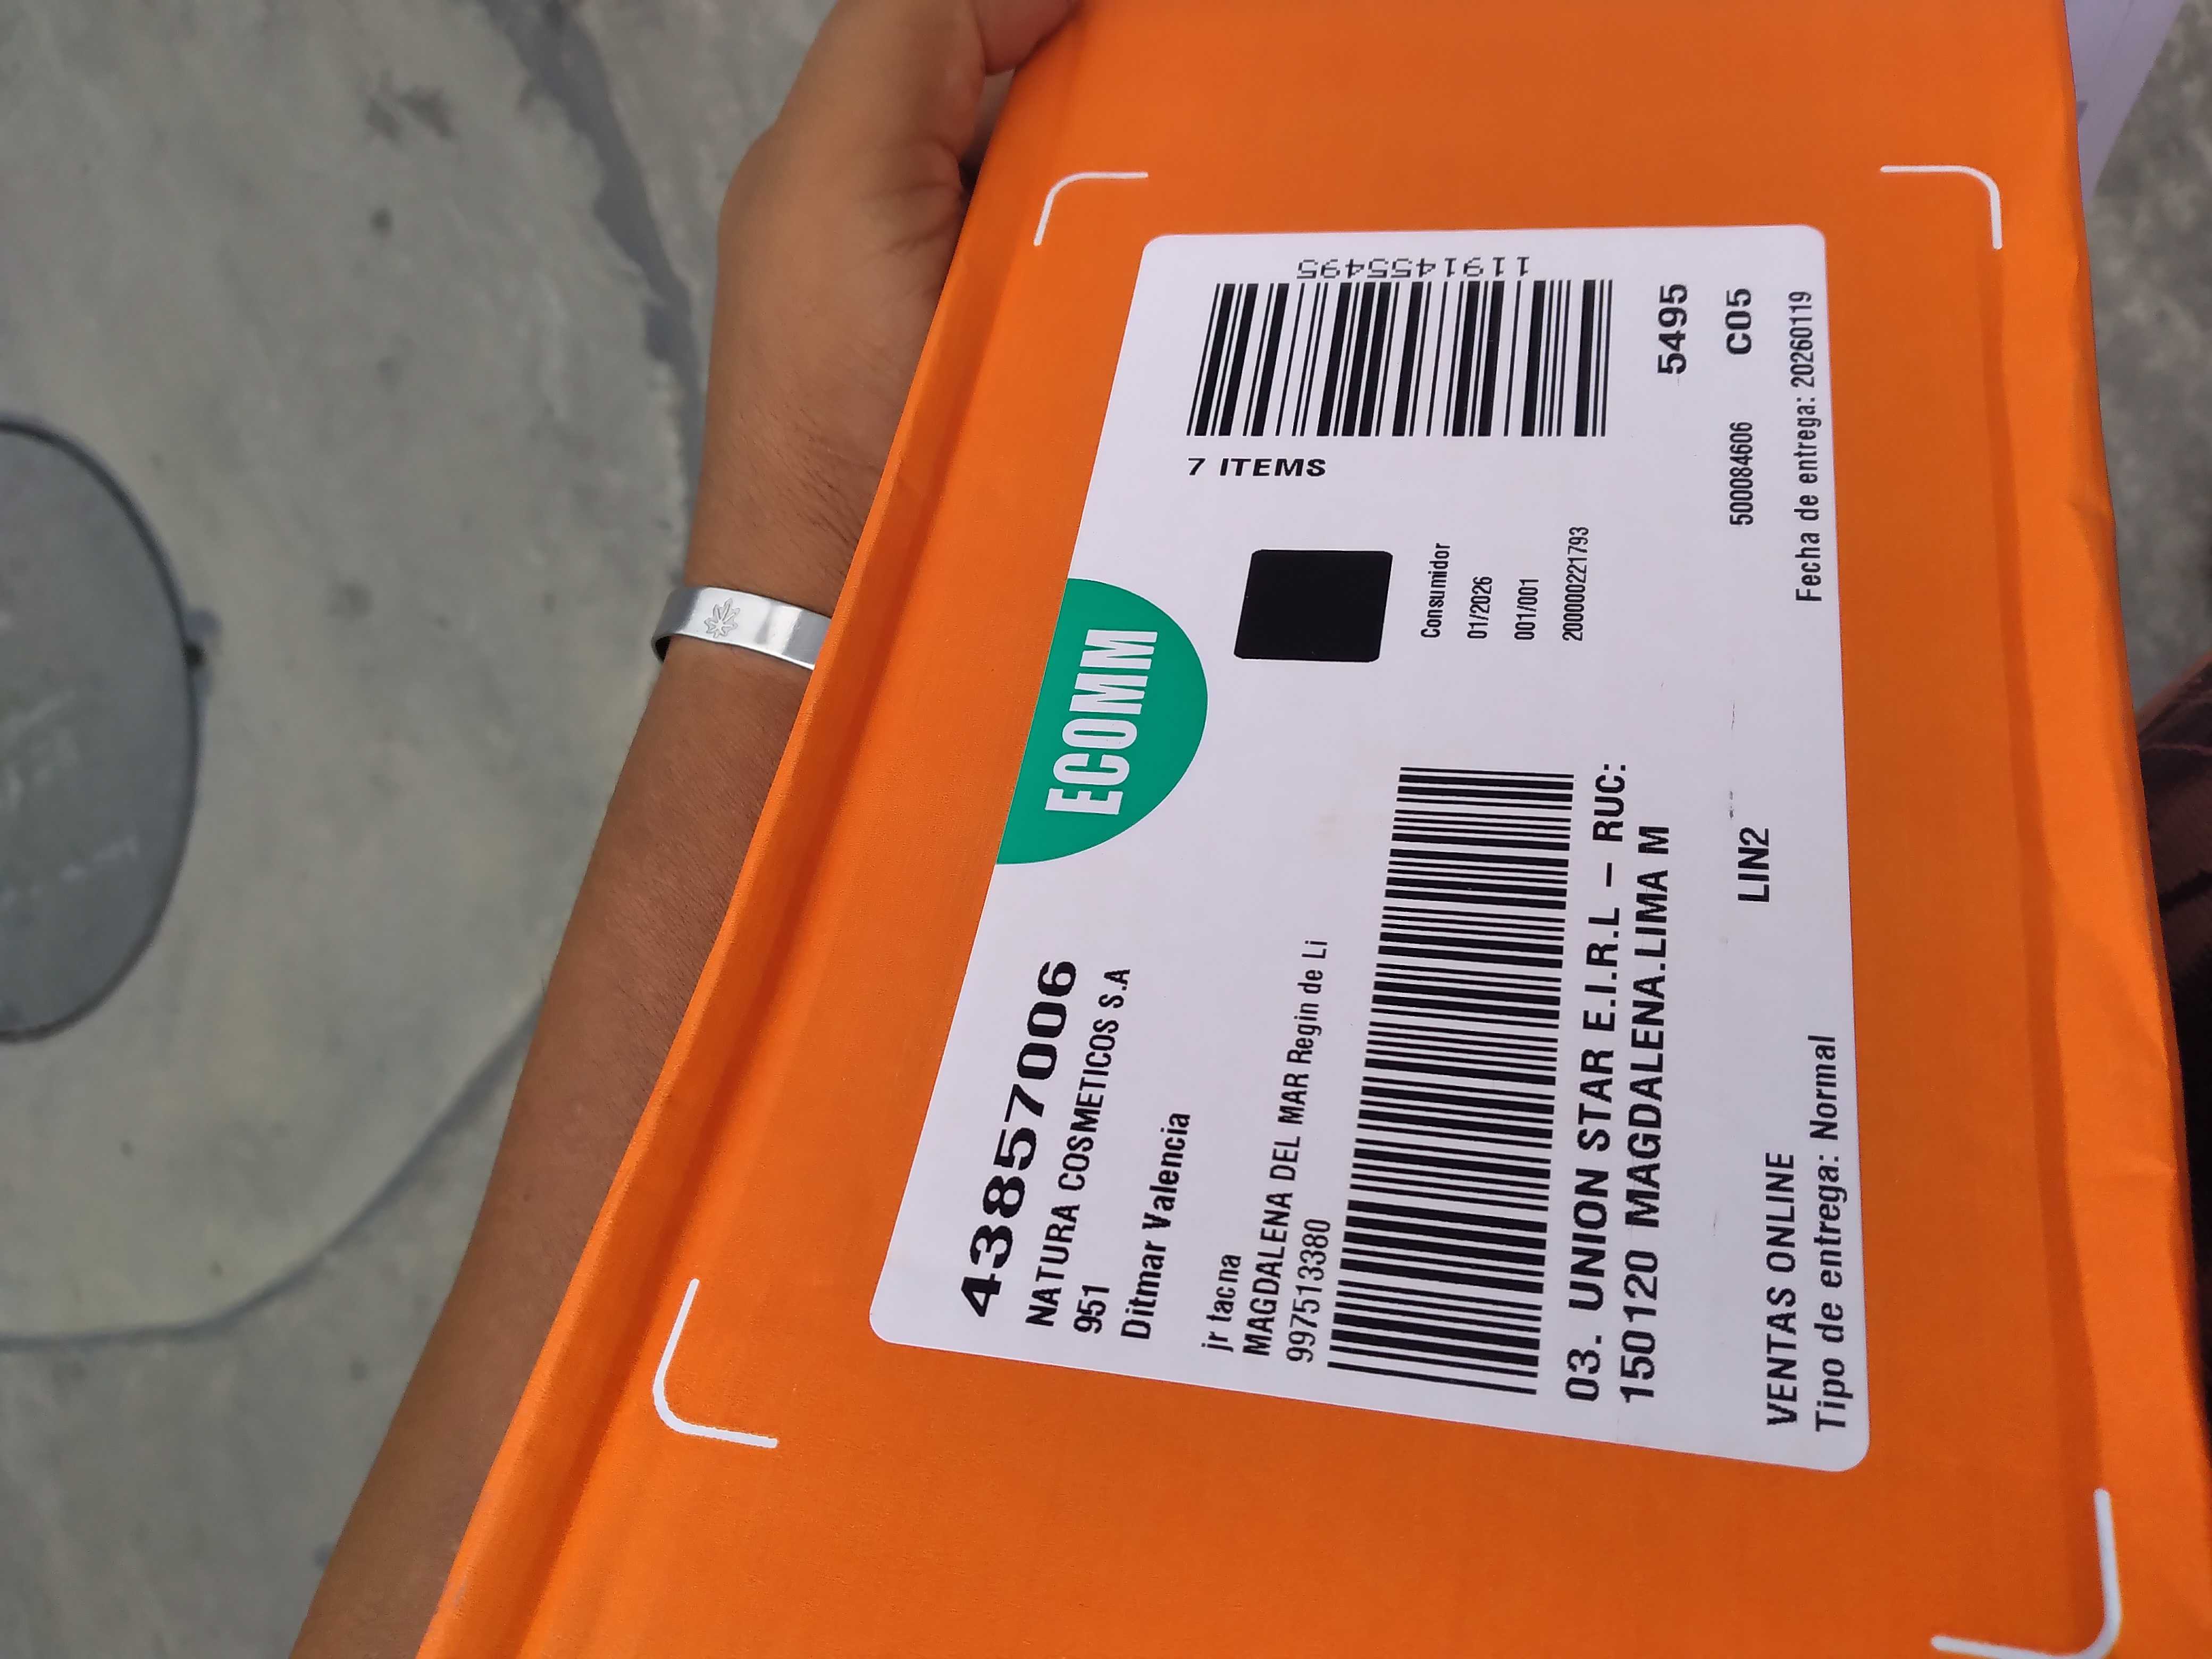 ECOMM
43857006
NATURA COSMETICOS S.A
951
Ditmar Valencia
jr tacna
MAGDALENA DEL MAR Regin de Li
997513380
03. UNION STAR E.I.R.L – RUC:
150120 MAGDALENA.LIMA M
VENTAS ONLINE
Tipo de entrega: Normal
LIN2
7 ITEMS
1191455495
Consumidor
01/2026
001/001
200000221793
5495
500084606
C05
Fecha de entrega: 20260119